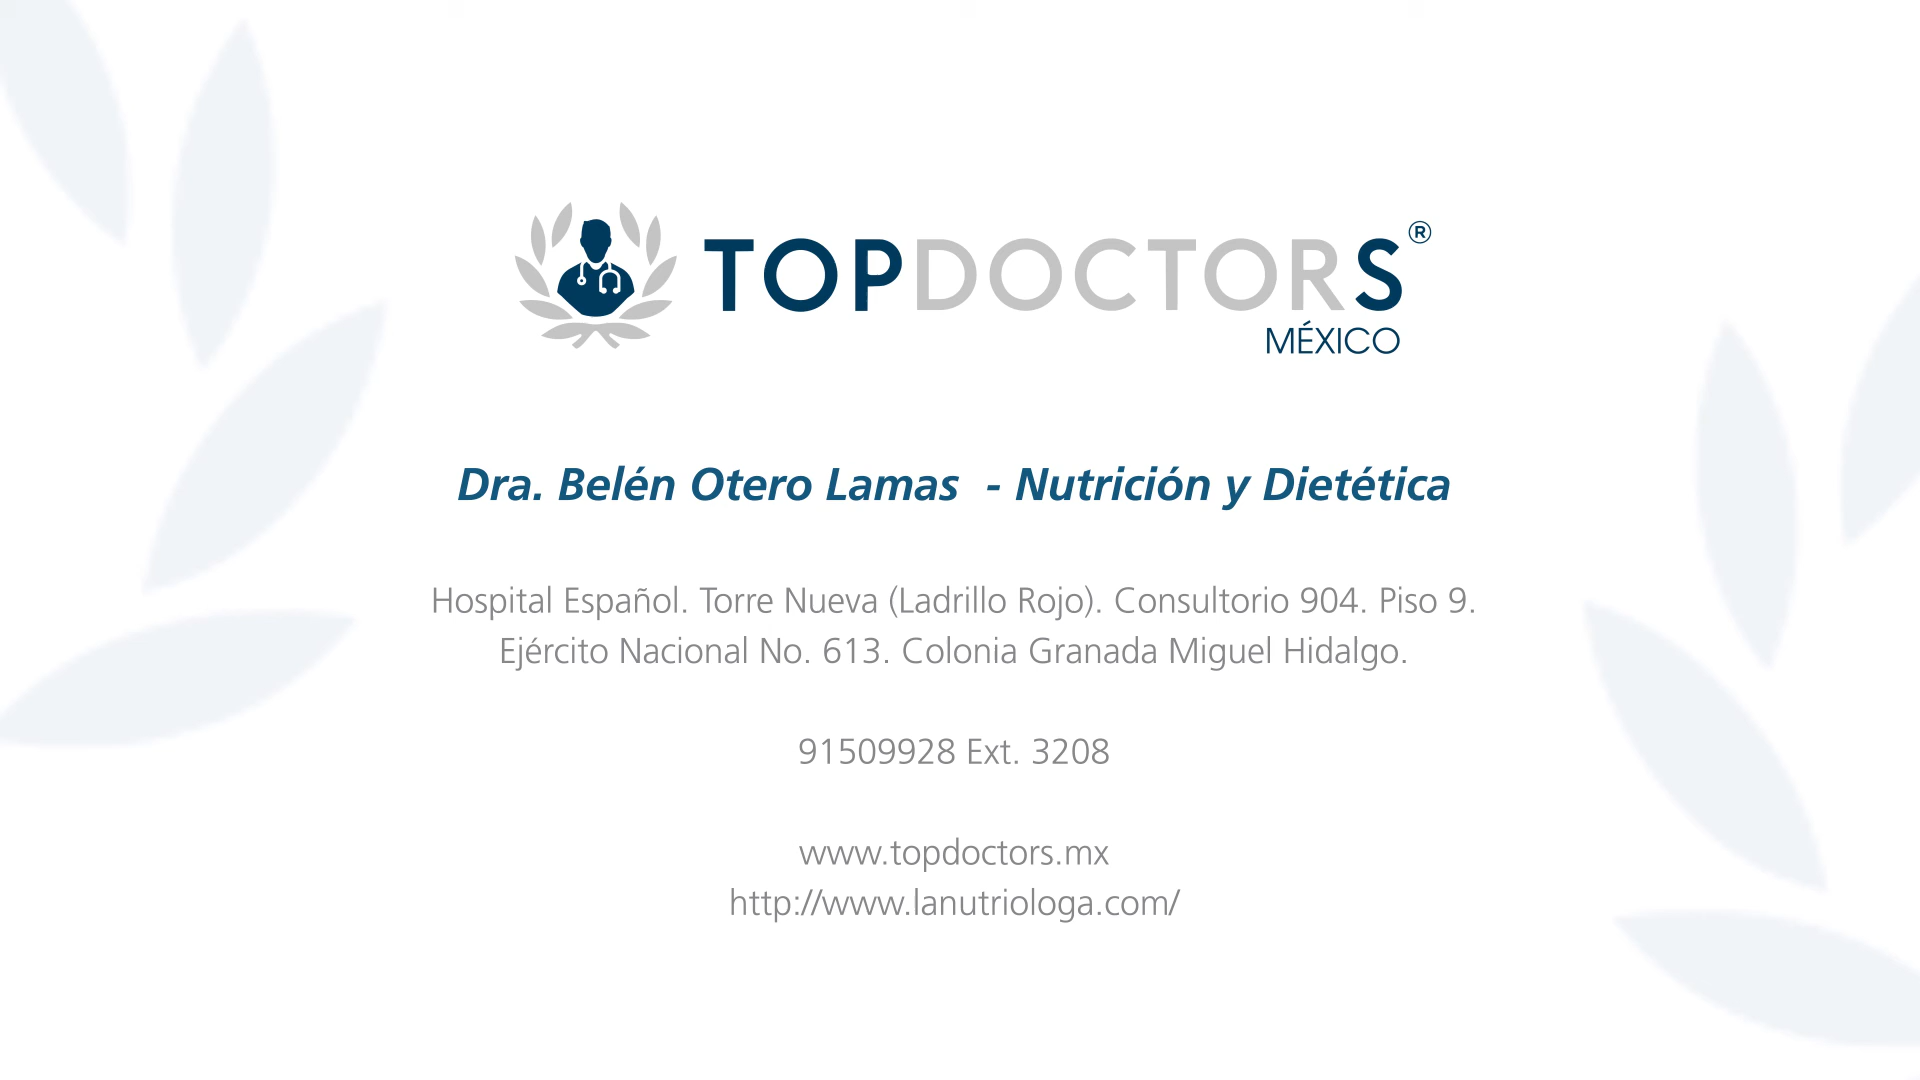 TOPDOCTORS®
MÉXICO
Dra. Belén Otero Lamas - Nutrición y Dietética
Hospital Español. Torre Nueva (Ladrillo Rojo). Consultorio 904. Piso 9.
Ejército Nacional No. 613. Colonia Granada Miguel Hidalgo.
91509928 Ext. 3208
www.topdoctors.mx
http://www.lanutriologa.com/